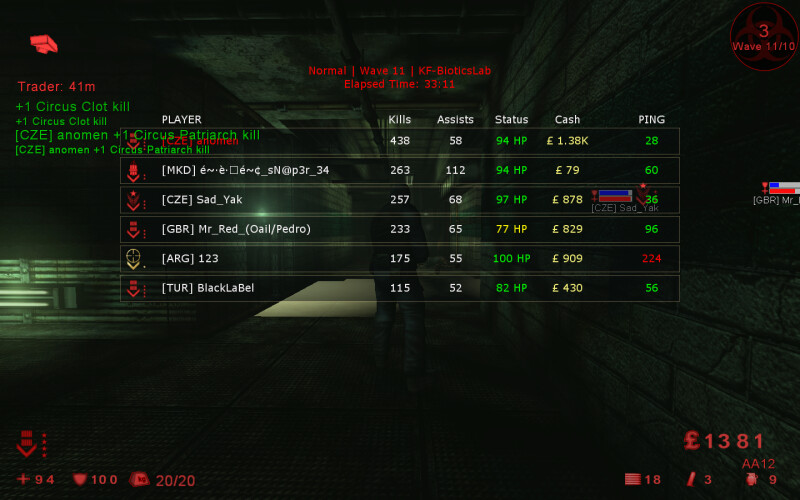 3
Wave 11/10
Normal | Wave 11 | KF-BioticsLab
Elapsed Time: 33:11
Trader: 41m
+1 Circus Clot kill
+1 Circus Clot kill
[CZE] anomen +1 Circus Patriarch kill
[CZE] anomen +1 Circus Patriarch kill
PLAYER Kills Assists Status Cash PING
[CZE] anomen 438 58 94 HP £ 1.38K 28
[MKD] 263 112 94 HP £ 79 60
[CZE] Sad_Yak 257 68 97 HP £ 878 36
[CZE] Sad_Yak
[GBR] Mr_
[GBR] Mr_Red_(Oail/Pedro) 233 65 77 HP £ 829 96
[ARG] 123 175 55 100 HP £ 909 224
[TUR] BlackLaBel 115 52 82 HP £ 430 56
£1381
AA12
+94 100 20/20 18 3 9